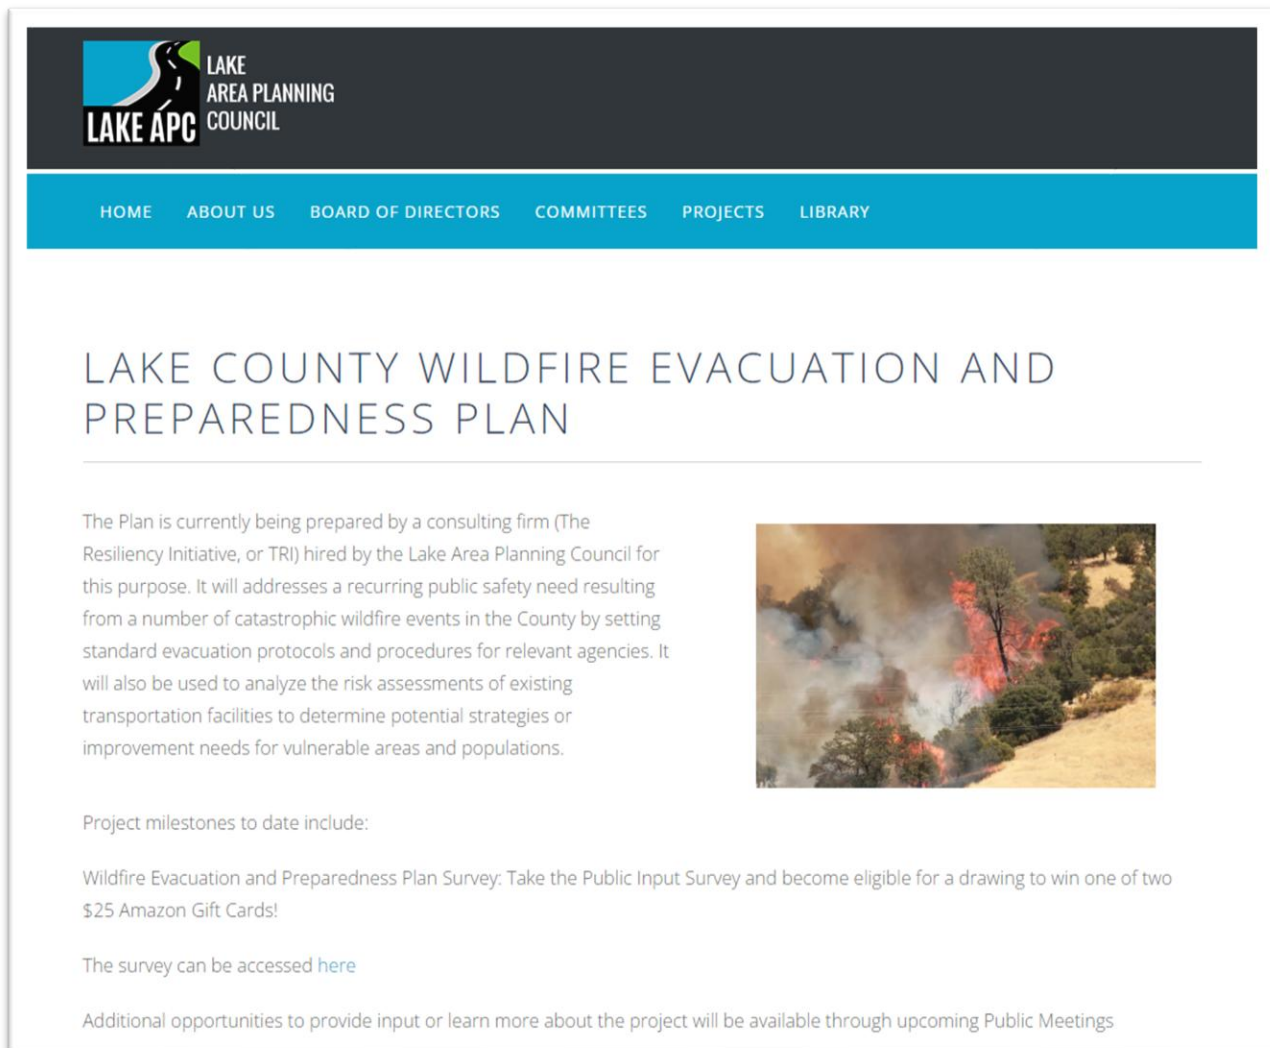 LAKE
AREA PLANNING
COUNCIL
LAKE APC
HOME ABOUT US BOARD OF DIRECTORS COMMITTEES PROJECTS LIBRARY
LAKE COUNTY WILDFIRE EVACUATION AND
PREPAREDNESS PLAN
The Plan is currently being prepared by a consulting firm (The
Resiliency Initiative, or TRI) hired by the Lake Area Planning Council for
this purpose. It will addresses a recurring public safety need resulting
from a number of catastrophic wildfire events in the County by setting
standard evacuation protocols and procedures for relevant agencies. It
will also be used to analyze the risk assessments of existing
transportation facilities to determine potential strategies or
improvement needs for vulnerable areas and populations.
Project milestones to date include:
Wildfire Evacuation and Preparedness Plan Survey: Take the Public Input Survey and become eligible for a drawing to win one of two
$25 Amazon Gift Cards!
The survey can be accessed here
Additional opportunities to provide input or learn more about the project will be available through upcoming Public Meetings